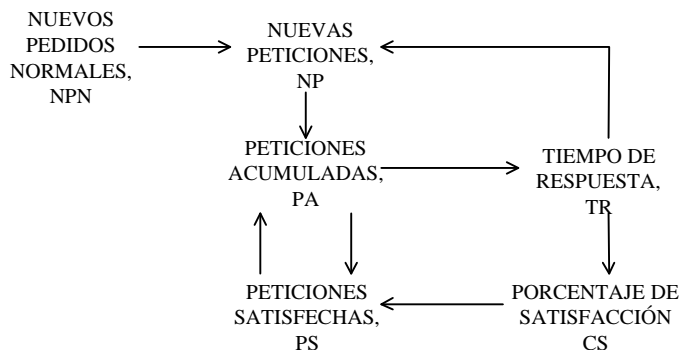 NUEVOS
PEDIDOS
NORMALES,
NPN
NUEVAS
PETICIONES,
NP
PETICIONES
ACUMULADAS,
PA
TIEMPO DE
RESPUESTA,
TR
PETICIONES
SATISFECHAS,
PS
PORCENTAJE DE
SATISFACCIÓN
CS